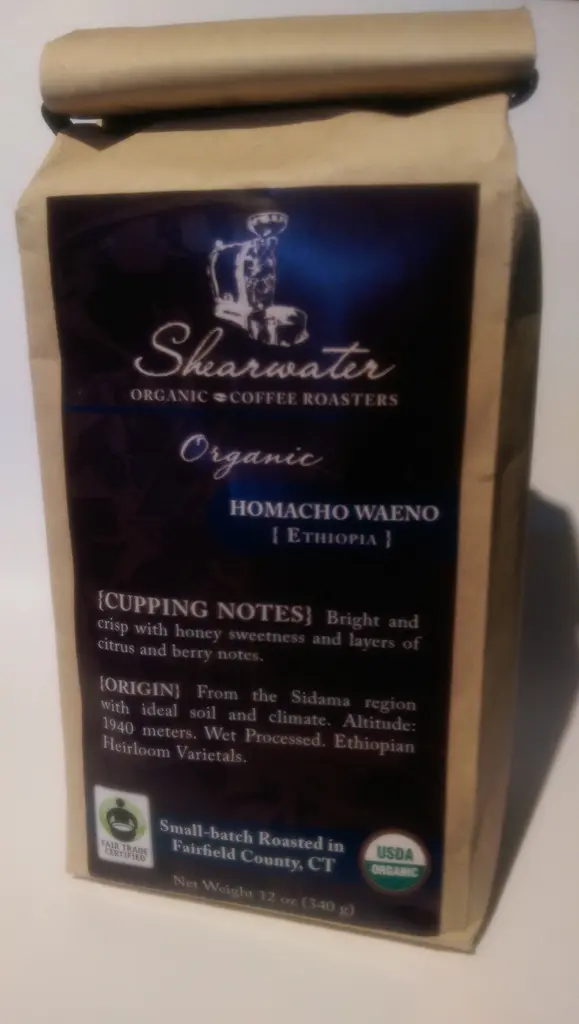 Shearwater
ORGANIC COFFEE ROASTERS
Organic
HOMACHO WAENO
{ ETHIOPIA }
{CUPPING NOTES} Bright and
crisp with honey sweetness and layers of
citrus and berry notes.
{ORIGIN} From the Sidama region
with ideal soil and climate. Altitude:
1940 meters. Wet Processed. Ethiopian
Heirloom Varietals.
FAIR TRADE
CERTIFIED
Small-batch Roasted in
Fairfield County, CT
USDA
ORGANIC
Net Weight 12 oz (340 g)